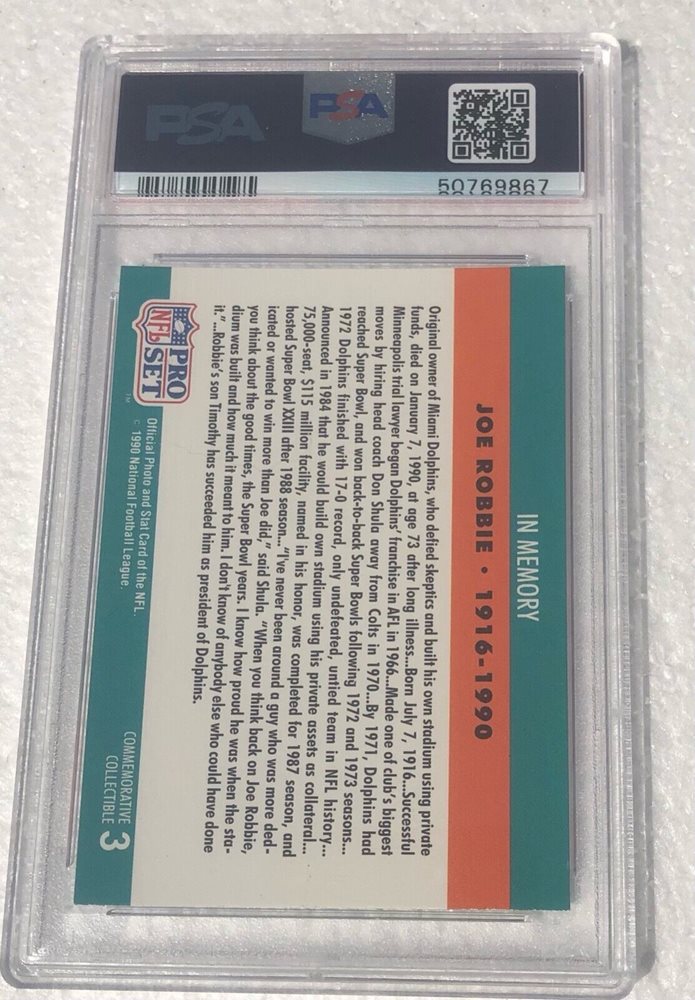 PSA
PSA
50769867
IN MEMORY
JOE ROBBIE • 1916-1990
Original owner of Miami Dolphins, who defied skeptics and built his own stadium using private
funds, died on January 7, 1990, at age 73 after long illness...Born July 7, 1916...Successful
Minneapolis trial lawyer began Dolphins' franchise in AFL in 1966...Made one of club's biggest
moves by hiring head coach Don Shula away from Colts in 1970...By 1971, Dolphins had
reached Super Bowl, and won back-to-back Super Bowls following 1972 and 1973 seasons...
1972 Dolphins finished with 17-0 record, only undefeated, untied team in NFL history...
Announced in 1984 that he would build own stadium using his private assets as collateral...
75,000-seat, $115 million facility, named in his honor, was completed for 1987 season, and
hosted Super Bowl XXIII after 1988 season... "I've never been around a guy who was more ded-
icated or wanted to win more than Joe did," said Shula. "When you think back on Joe Robbie,
you think about the good times, the Super Bowl years. I know how proud he was when the sta-
dium was built and how much it meant to him. I don't know of anybody else who could have done
it."...Robbie's son Timothy has succeeded him as president of Dolphins.
NFL
PRO
SET
TM
Official Photo and Stat Card of the NFL.
© 1990 National Football League.
COMMEMORATIVE
COLLECTIBLE 3